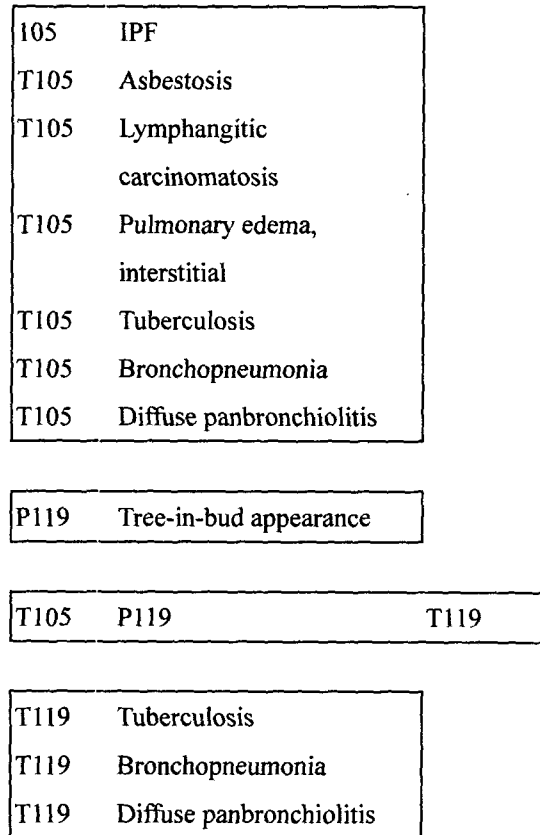 105 IPF
T105 Asbestosis
T105 Lymphangitic
carcinomatosis
T105 Pulmonary edema,
interstitial
T105 Tuberculosis
T105 Bronchopneumonia
T105 Diffuse panbronchiolitis
P119 Tree-in-bud appearance
T105 P119 T119
T119 Tuberculosis
T119 Bronchopneumonia
T119 Diffuse panbronchiolitis